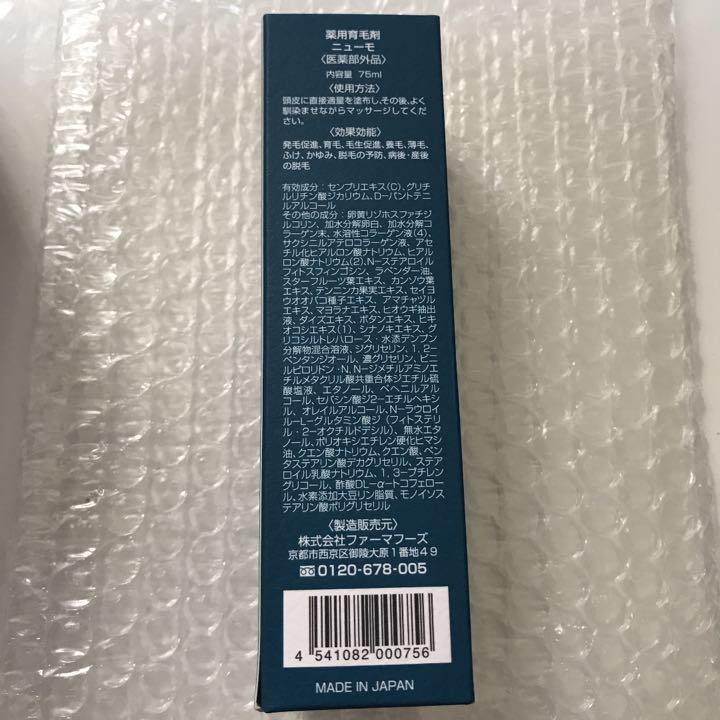 薬用育毛剤
ニューモ
〈医薬部外品〉
内容量 75ml
〈使用方法〉
頭皮に直接適量を塗布し、その後、よく
馴染ませながらマッサージしてくだ
さい。
〈効果効能〉
発毛促進、育毛、毛生促進、養毛、薄毛、
ふけ、かゆみ、脱毛の予防、病後・産後
の脱毛
有効成分：センブリエキス(C)、グリチ
ルリチン酸ジカリウム、D-パントテニ
ルアルコール
その他の成分：卵黄リゾホスファチジ
ルコリン、加水分解卵白、加水分解コ
ラーゲン末、水溶性コラーゲン液(4)、
サクシニルアテロコラーゲン液、アセ
チル化ヒアルロン酸ナトリウム、ヒアル
ロン酸ナトリウム(2)、N-ステアロイル
フィトスフィンゴシン、ラベンダー油、
スターフルーツ葉エキス、カンゾウ葉
エキス、テンニンカ果実エキス、セイヨ
ウオオバコ種子エキス、アマチャヅル
エキス、マヨラナエキス、ヒオウギ抽出
液、ダイズエキス、ボタンエキス、ヒキ
オコシエキス(1)、シナノキエキス、グ
リコシルトレハロース・水添デンプン
分解物混合溶液、ジグリセリン、1, 2-
ペンタンジオール、濃グリセリン、ビニ
ルピロリドン・N, N-ジメチルアミノエ
チルメタクリル酸共重合体ジエチル硫
酸塩液、エタノール、ベヘニルアル
コール、セバシン酸ジ2-エチルヘキシ
ル、オレイルアルコール、N-ラウロイ
ル-L-グルタミン酸ジ（フィトステリ
ル・2-オクチルドデシル）、無水エタ
ノール、ポリオキシエチレン硬化ヒマシ
油、クエン酸ナトリウム、クエン酸、ペン
タステアリン酸デカグリセリル、ステア
ロイル乳酸ナトリウム、1, 3-ブチレン
グリコール、酢酸DL-α-トコフェロー
ル、水素添加大豆リン脂質、モノイソス
テアリン酸ポリグリセリル
〈製造販売元〉
株式会社ファーマフーズ
京都市西京区御陵大原1番地49
0120-678-005
4 541082 000756
MADE IN JAPAN